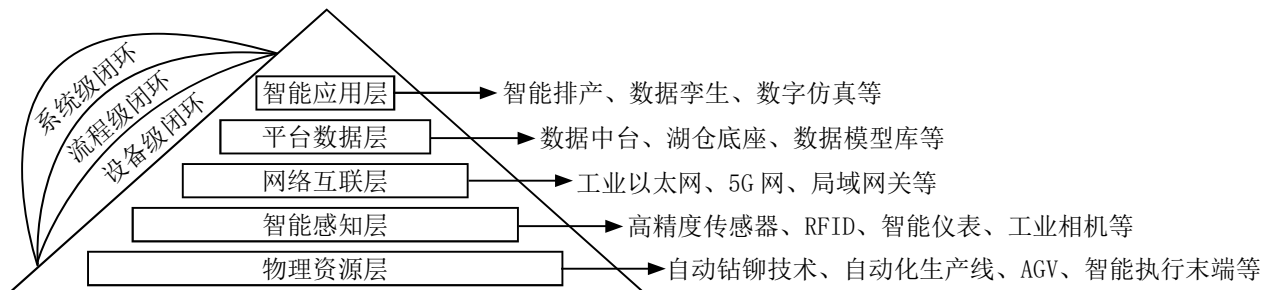 系统级闭环
流程级闭环
设备级闭环
智能应用层 智能排产、数据孪生、数字仿真等
平台数据层 数据中台、湖仓底座、数据模型库等
网络互联层 工业以太网、5G 网、局域网关等
智能感知层 高精度传感器、RFID、智能仪表、工业相机等
物理资源层 自动钻铆技术、自动化生产线、AGV、智能执行末端等